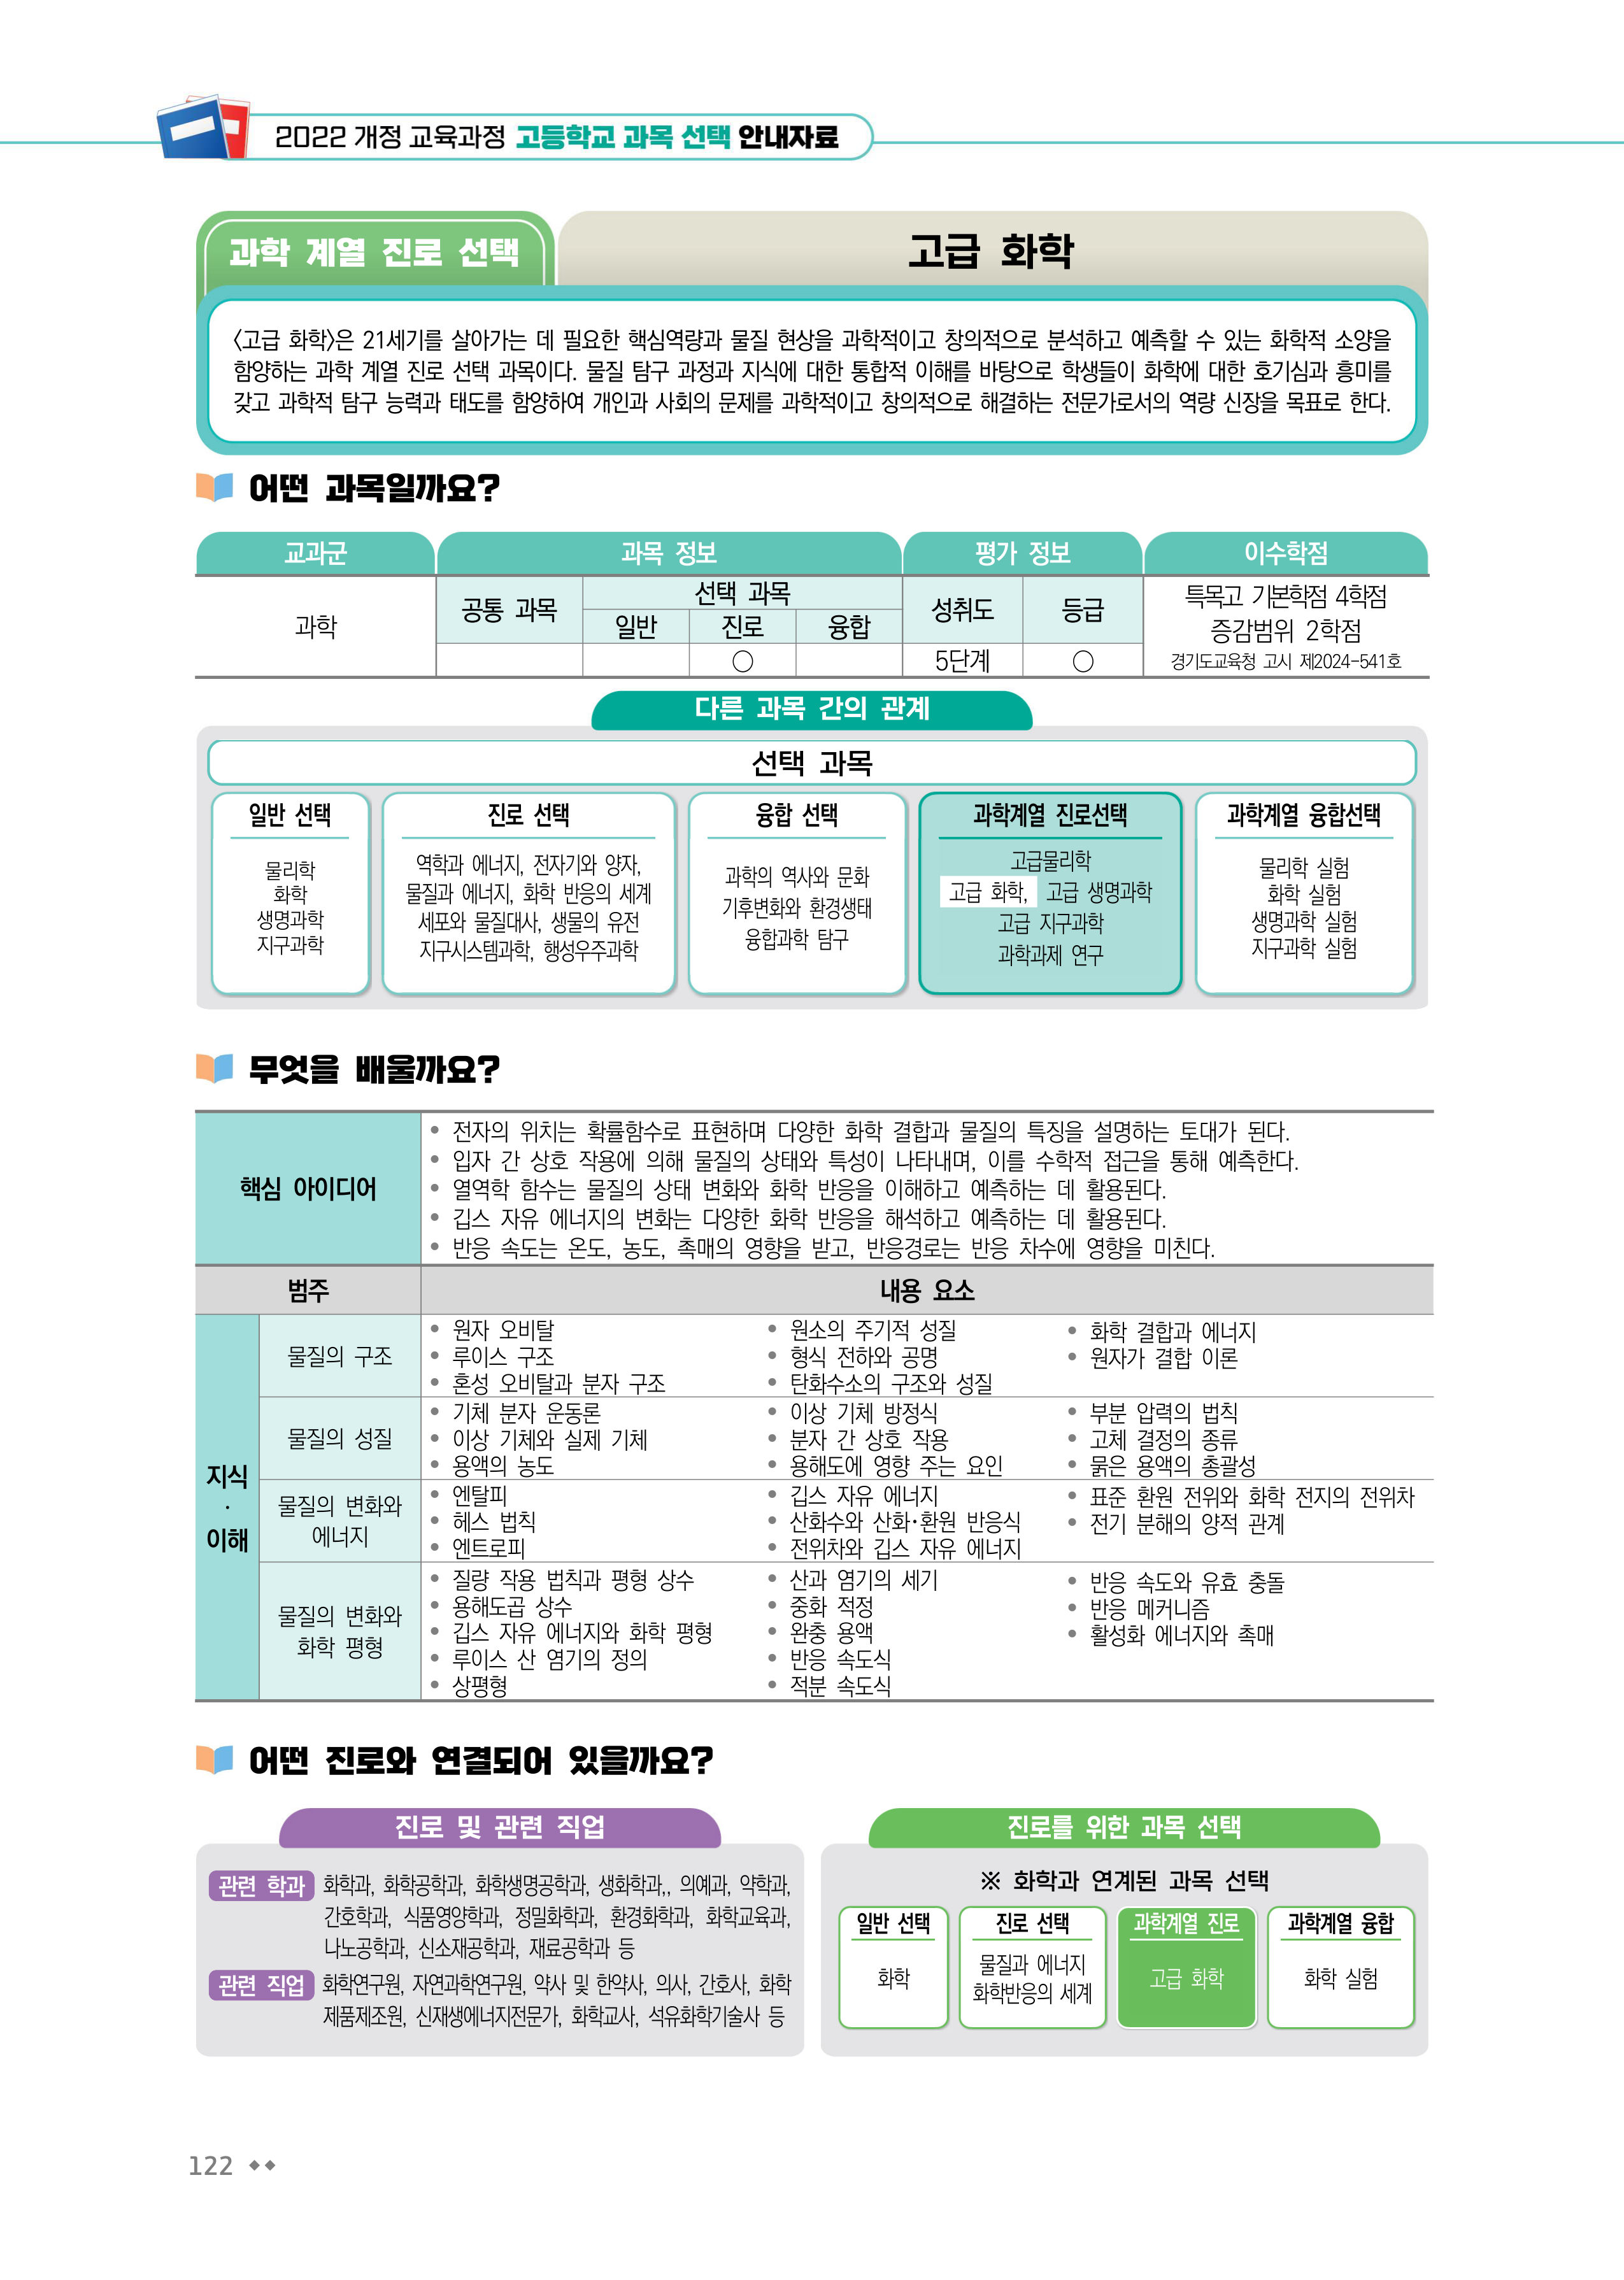 2022 개정 교육과정 고등학교 과목 선택 안내자료
과학 계열 진로 선택
고급 화학
〈고급 화학〉은 21세기를 살아가는 데 필요한 핵심역량과 물질 현상을 과학적이고 창의적으로 분석하고 예측할 수 있는 화학적 소양을
함양하는 과학 계열 진로 선택 과목이다. 물질 탐구 과정과 지식에 대한 통합적 이해를 바탕으로 학생들이 화학에 대한 호기심과 흥미를
갖고 과학적 탐구 능력과 태도를 함양하여 개인과 사회의 문제를 과학적이고 창의적으로 해결하는 전문가로서의 역량 신장을 목표로 한다.
어떤 과목일까요?
교과군 과목 정보 평가 정보 이수학점
과학
공통 과목
선택 과목
일반 진로 융합
○
성취도 등급
5단계 ○
특목고 기본학점 4학점
증감범위 2학점
경기도교육청 고시 제2024-541호
다른 과목 간의 관계
선택 과목
일반 선택
물리학
화학
생명과학
지구과학
진로 선택
역학과 에너지, 전자기와 양자,
물질과 에너지, 화학 반응의 세계
세포와 물질대사, 생물의 유전
지구시스템과학, 행성우주과학
융합 선택
과학의 역사와 문화
기후변화와 환경생태
융합과학 탐구
과학계열 진로선택
고급물리학
고급 화학, 고급 생명과학
고급 지구과학
과학과제 연구
과학계열 융합선택
물리학 실험
화학 실험
생명과학 실험
지구과학 실험
무엇을 배울까요?
핵심 아이디어
• 전자의 위치는 확률함수로 표현하며 다양한 화학 결합과 물질의 특징을 설명하는 토대가 된다.
• 입자 간 상호 작용에 의해 물질의 상태와 특성이 나타내며, 이를 수학적 접근을 통해 예측한다.
• 열역학 함수는 물질의 상태 변화와 화학 반응을 이해하고 예측하는 데 활용된다.
• 깁스 자유 에너지의 변화는 다양한 화학 반응을 해석하고 예측하는 데 활용된다.
• 반응 속도는 온도, 농도, 촉매의 영향을 받고, 반응경로는 반응 차수에 영향을 미친다.
범주 내용 요소
지식
·
이해
물질의 구조
• 원자 오비탈
• 루이스 구조
• 혼성 오비탈과 분자 구조
• 원소의 주기적 성질
• 형식 전하와 공명
• 탄화수소의 구조와 성질
• 화학 결합과 에너지
• 원자가 결합 이론
물질의 성질
• 기체 분자 운동론
• 이상 기체와 실제 기체
• 용액의 농도
• 이상 기체 방정식
• 분자 간 상호 작용
• 용해도에 영향 주는 요인
• 부분 압력의 법칙
• 고체 결정의 종류
• 묽은 용액의 총괄성
물질의 변화와
에너지
• 엔탈피
• 헤스 법칙
• 엔트로피
• 깁스 자유 에너지
• 산화수와 산화·환원 반응식
• 전위차와 깁스 자유 에너지
• 표준 환원 전위와 화학 전지의 전위차
• 전기 분해의 양적 관계
물질의 변화와
화학 평형
• 질량 작용 법칙과 평형 상수
• 용해도곱 상수
• 깁스 자유 에너지와 화학 평형
• 루이스 산 염기의 정의
• 상평형
• 산과 염기의 세기
• 중화 적정
• 완충 용액
• 반응 속도식
• 적분 속도식
• 반응 속도와 유효 충돌
• 반응 메커니즘
• 활성화 에너지와 촉매
어떤 진로와 연결되어 있을까요?
진로 및 관련 직업
관련 학과 화학과, 화학공학과, 화학생명공학과, 생화학과,, 의예과, 약학과,
간호학과, 식품영양학과, 정밀화학과, 환경화학과, 화학교육과,
나노공학과, 신소재공학과, 재료공학과 등
관련 직업 화학연구원, 자연과학연구원, 약사 및 한약사, 의사, 간호사, 화학
제품제조원, 신재생에너지전문가, 화학교사, 석유화학기술사 등
진로를 위한 과목 선택
※ 화학과 연계된 과목 선택
일반 선택
화학
진로 선택
물질과 에너지
화학반응의 세계
과학계열 진로
고급 화학
과학계열 융합
화학 실험
122